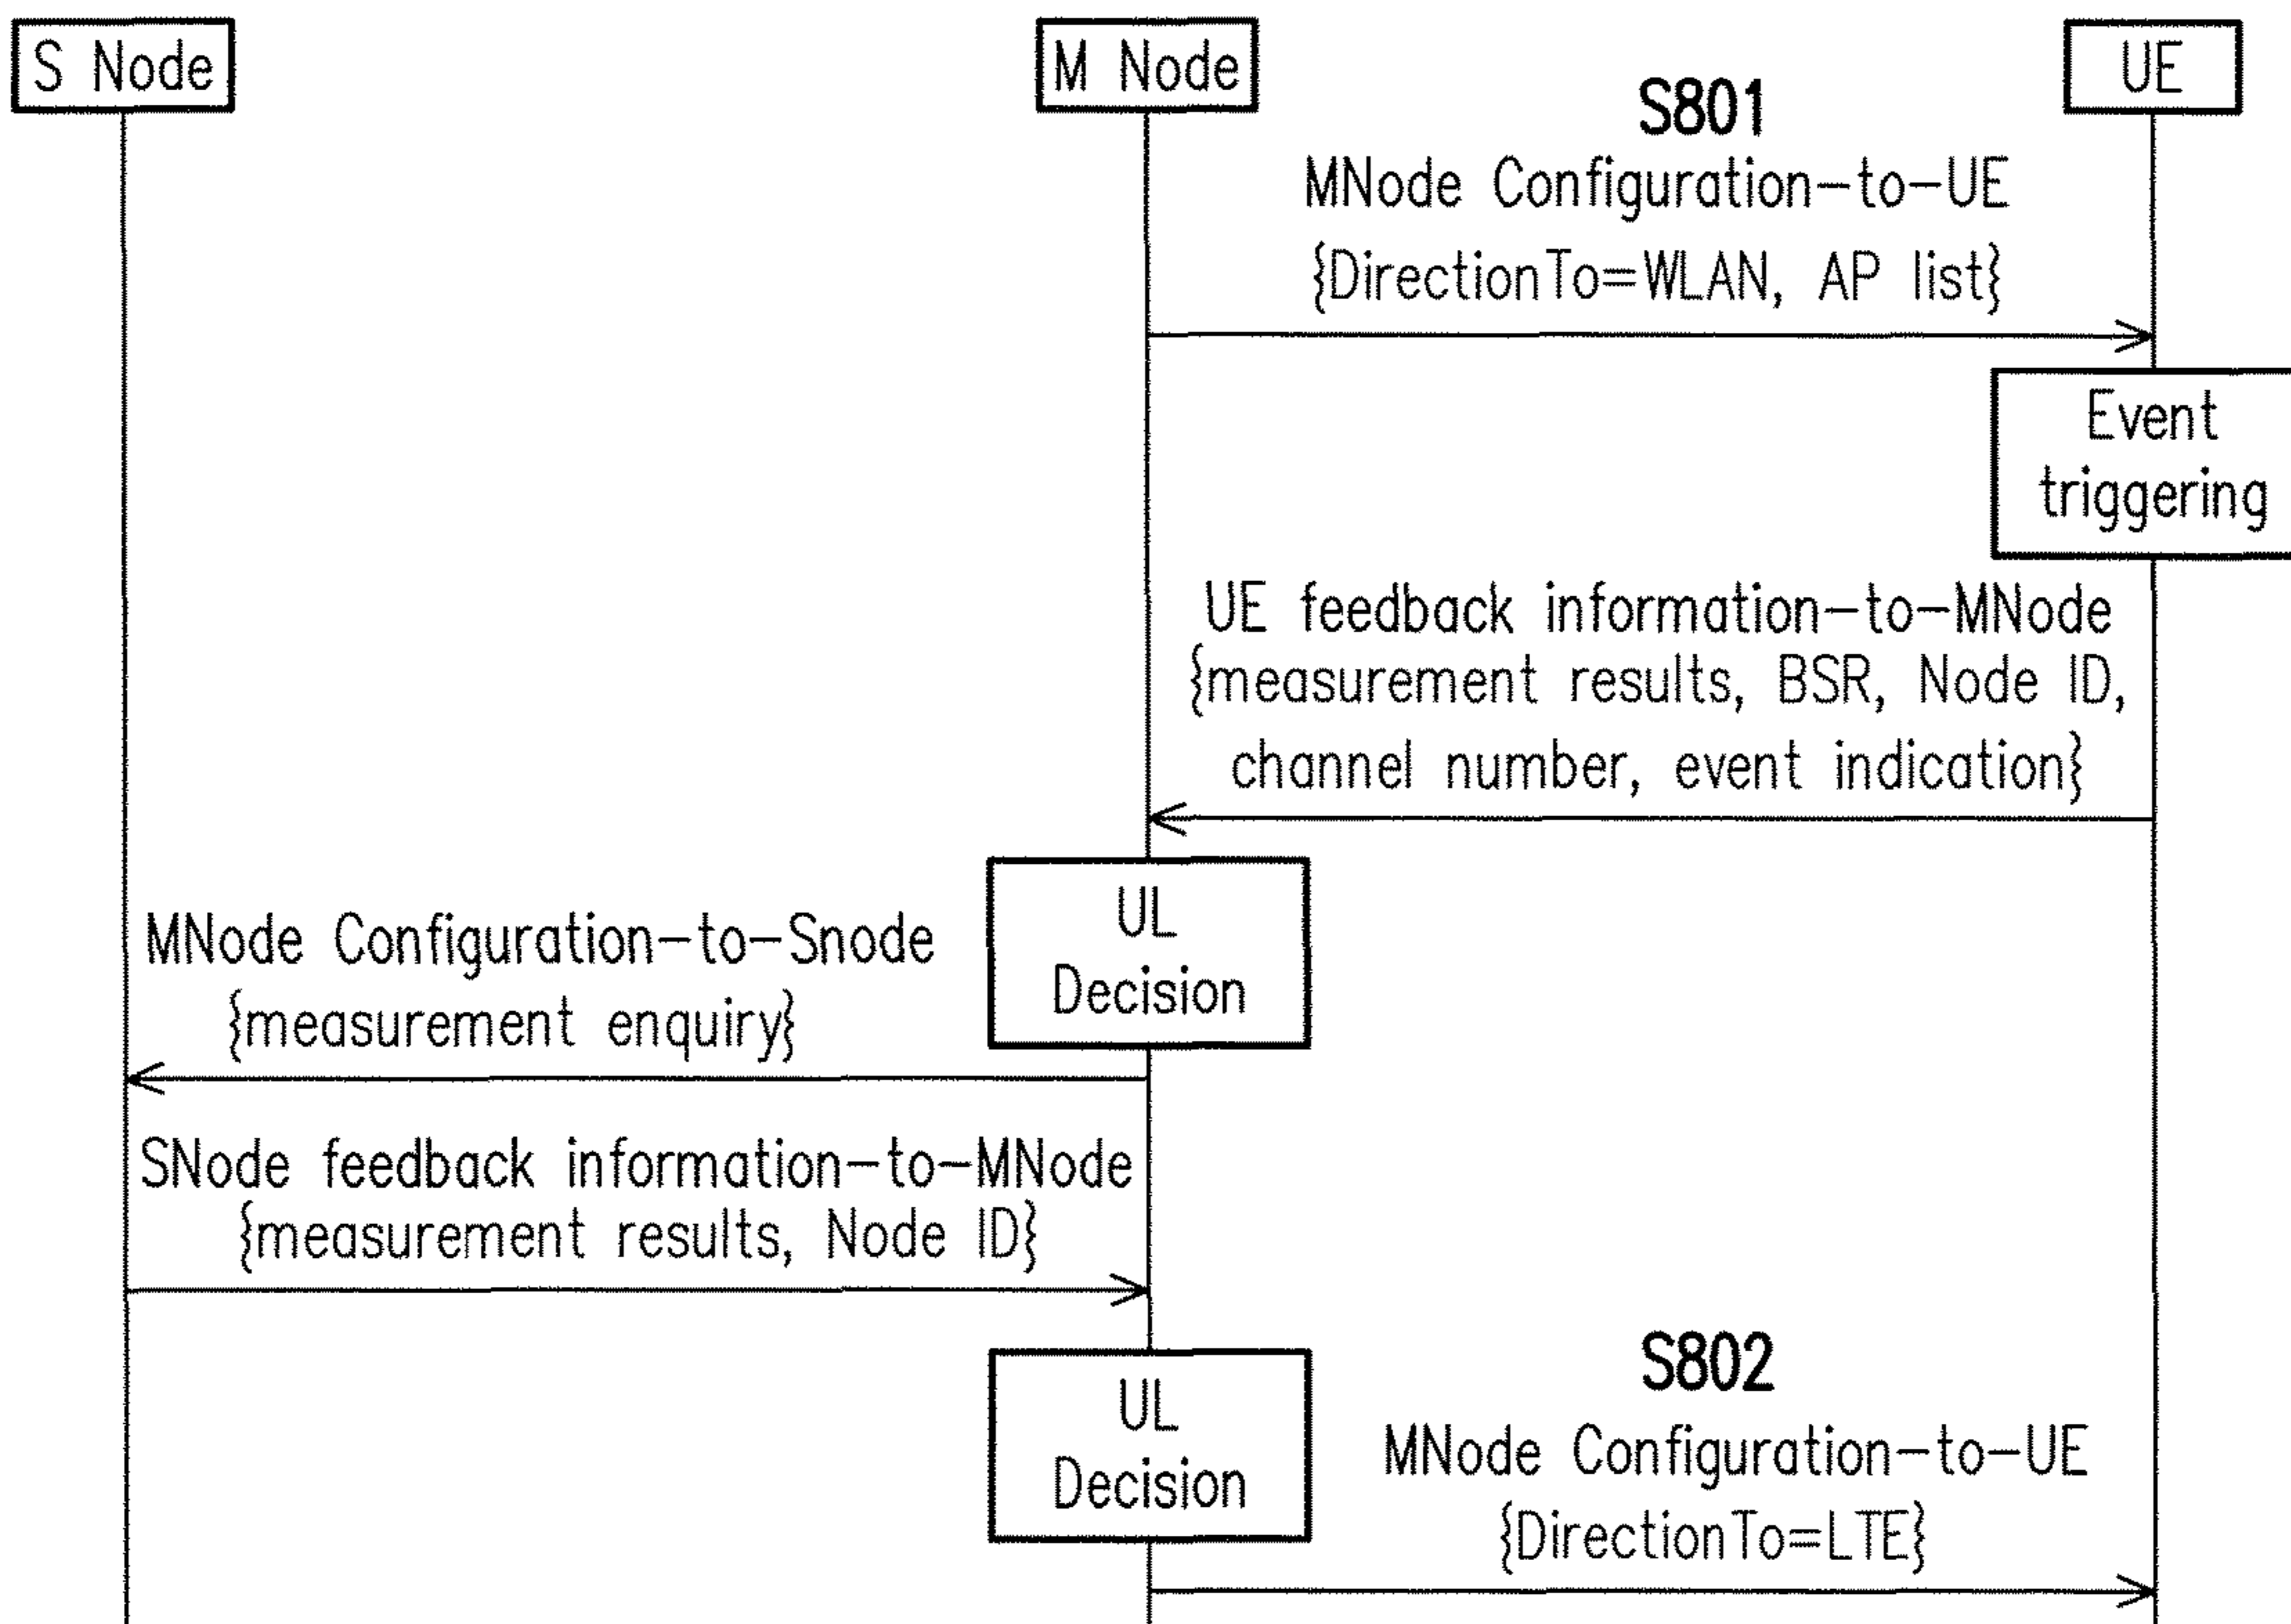 S Node
M Node
UE
S801
MNode Configuration-to-UE
{DirectionTo=WLAN, AP list}
Event
triggering
UE feedback information-to-MNode
{measurement results, BSR, Node ID,
channel number, event indication}
UL
Decision
MNode Configuration-to-Snode
{measurement enquiry}
SNode feedback information-to-MNode
{measurement results, Node ID}
UL
Decision
S802
MNode Configuration-to-UE
{DirectionTo=LTE}